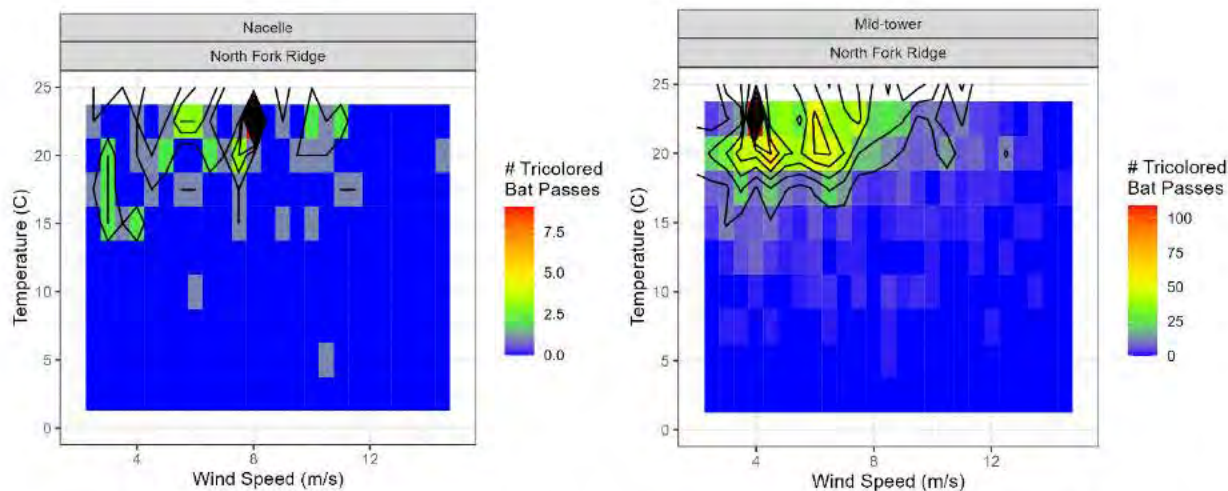 Nacelle
North Fork Ridge
25
20
15
10
5
0
Temperature (C)
4
8
12
Wind Speed (m/s)
# Tricolored
Bat Passes
7.5
5.0
2.5
0.0
Mid-tower
North Fork Ridge
25
20
15
10
5
0
Temperature (C)
4
8
12
Wind Speed (m/s)
# Tricolored
Bat Passes
100
75
50
25
0